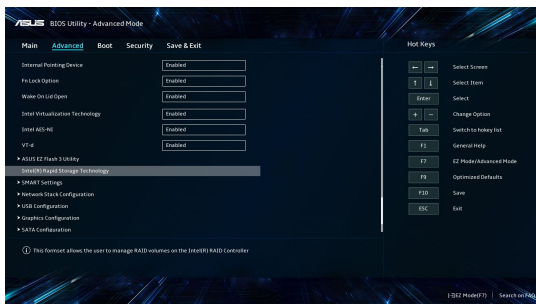 ASUS BIOS Utility - Advanced Mode
Main Advanced Boot Security Save & Exit
Hot Keys
Internal Pointing Device Enabled
Fn Lock Option Enabled
Wake On Lid Open Enabled
Intel Virtualization Technology Enabled
Intel AES-NI Enabled
VT-d Enabled
> ASUS EZ Flash 3 Utility
Intel(R) Rapid Storage Technology
> SMART Settings
> Network Stack Configuration
> USB Configuration
> Graphics Configuration
> SATA Configuration
← → Select Screen
↑ ↓ Select Item
Enter Select
+ - Change Option
Tab Switch to hokey list
F1 General Help
F7 EZ Mode/Advanced Mode
F9 Optimized Defaults
F10 Save
ESC Exit
i This formset allows the user to manage RAID volumes on the Intel(R) RAID Controller
EZ Mode(F7) | Search on FAQ